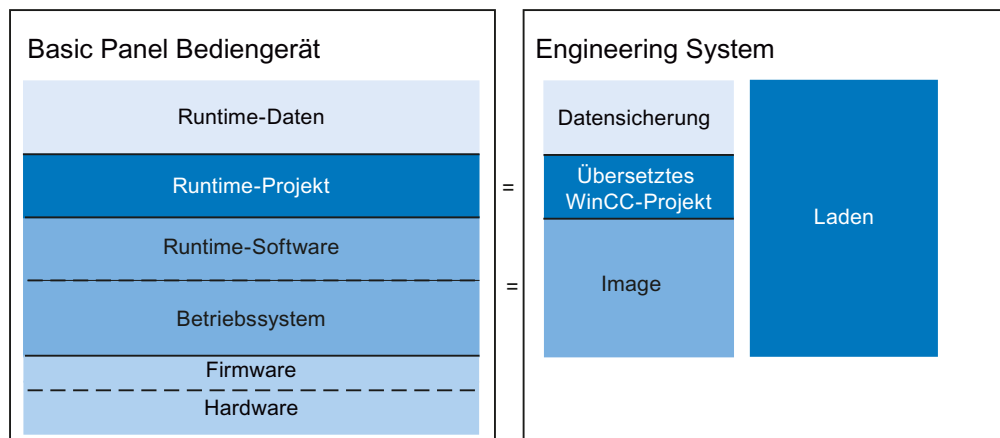 Basic Panel Bediengerät
Runtime-Daten
Runtime-Projekt
Runtime-Software
Betriebssystem
Firmware
Hardware
=
=
Engineering System
Datensicherung
Übersetztes
WinCC-Projekt
Image
Laden